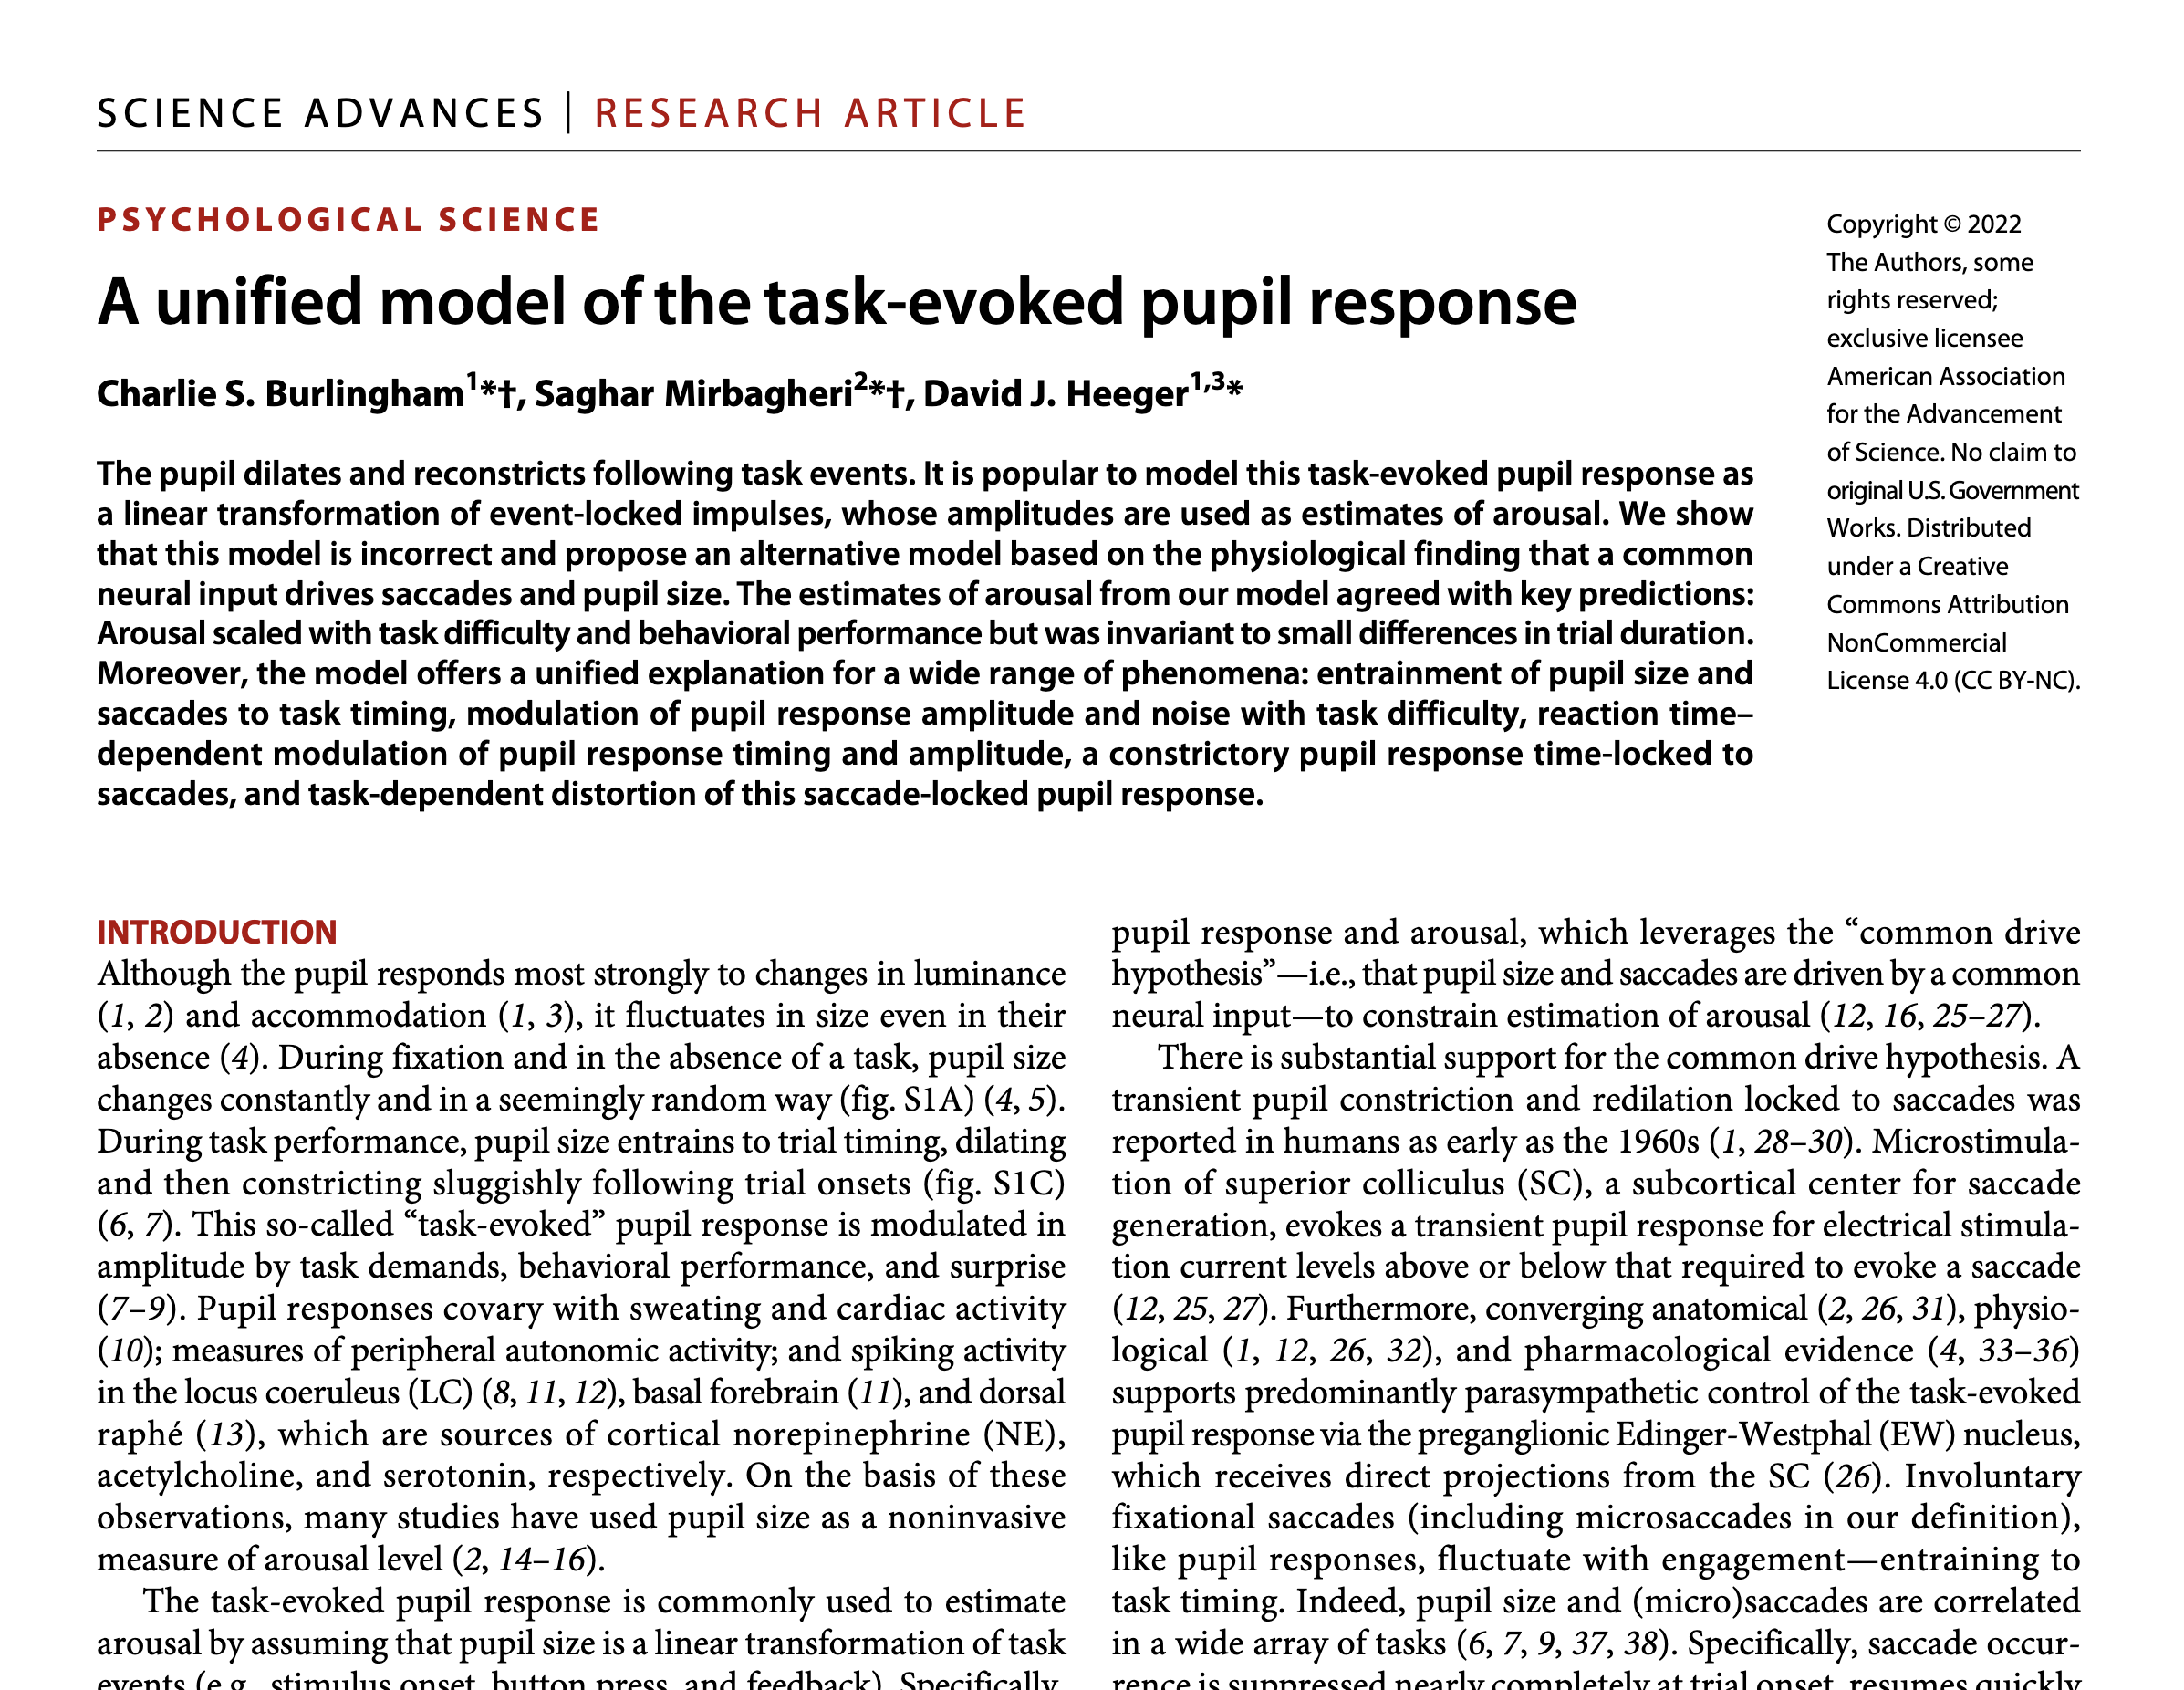 SCIENCE ADVANCES | RESEARCH ARTICLE
PSYCHOLOGICAL SCIENCE
A unified model of the task-evoked pupil response
Charlie S. Burlingham1*†, Saghar Mirbagheri2*†, David J. Heeger1,3*
The pupil dilates and reconstricts following task events. It is popular to model this task-evoked pupil response as
a linear transformation of event-locked impulses, whose amplitudes are used as estimates of arousal. We show
that this model is incorrect and propose an alternative model based on the physiological finding that a common
neural input drives saccades and pupil size. The estimates of arousal from our model agreed with key predictions:
Arousal scaled with task difficulty and behavioral performance but was invariant to small differences in trial duration.
Moreover, the model offers a unified explanation for a wide range of phenomena: entrainment of pupil size and
saccades to task timing, modulation of pupil response amplitude and noise with task difficulty, reaction time–
dependent modulation of pupil response timing and amplitude, a constrictory pupil response time-locked to
saccades, and task-dependent distortion of this saccade-locked pupil response.
Copyright © 2022
The Authors, some
rights reserved;
exclusive licensee
American Association
for the Advancement
of Science. No claim to
original U.S. Government
Works. Distributed
under a Creative
Commons Attribution
NonCommercial
License 4.0 (CC BY-NC).
INTRODUCTION
Although the pupil responds most strongly to changes in luminance
(1, 2) and accommodation (1, 3), it fluctuates in size even in their
absence (4). During fixation and in the absence of a task, pupil size
changes constantly and in a seemingly random way (fig. S1A) (4, 5).
During task performance, pupil size entrains to trial timing, dilating
and then constricting sluggishly following trial onsets (fig. S1C)
(6, 7). This so-called “task-evoked” pupil response is modulated in
amplitude by task demands, behavioral performance, and surprise
(7–9). Pupil responses covary with sweating and cardiac activity
(10); measures of peripheral autonomic activity; and spiking activity
in the locus coeruleus (LC) (8, 11, 12), basal forebrain (11), and dorsal
raphé (13), which are sources of cortical norepinephrine (NE),
acetylcholine, and serotonin, respectively. On the basis of these
observations, many studies have used pupil size as a noninvasive
measure of arousal level (2, 14–16).
The task-evoked pupil response is commonly used to estimate
arousal by assuming that pupil size is a linear transformation of task
events (e.g., stimulus onset, button press, and feedback). Specifically,
pupil response and arousal, which leverages the “common drive
hypothesis”—i.e., that pupil size and saccades are driven by a common
neural input—to constrain estimation of arousal (12, 16, 25–27).
There is substantial support for the common drive hypothesis. A
transient pupil constriction and redilation locked to saccades was
reported in humans as early as the 1960s (1, 28–30). Microstimula-
tion of superior colliculus (SC), a subcortical center for saccade
generation, evokes a transient pupil response for electrical stimula-
tion current levels above or below that required to evoke a saccade
(12, 25, 27). Furthermore, converging anatomical (2, 26, 31), physio-
logical (1, 12, 26, 32), and pharmacological evidence (4, 33–36)
supports predominantly parasympathetic control of the task-evoked
pupil response via the preganglionic Edinger-Westphal (EW) nucleus,
which receives direct projections from the SC (26). Involuntary
fixational saccades (including microsaccades in our definition),
like pupil responses, fluctuate with engagement—entraining to
task timing. Indeed, pupil size and (micro)saccades are correlated
in a wide array of tasks (6, 7, 9, 37, 38). Specifically, saccade occur-
rence is suppressed nearly completely at trial onset, resumes quickly